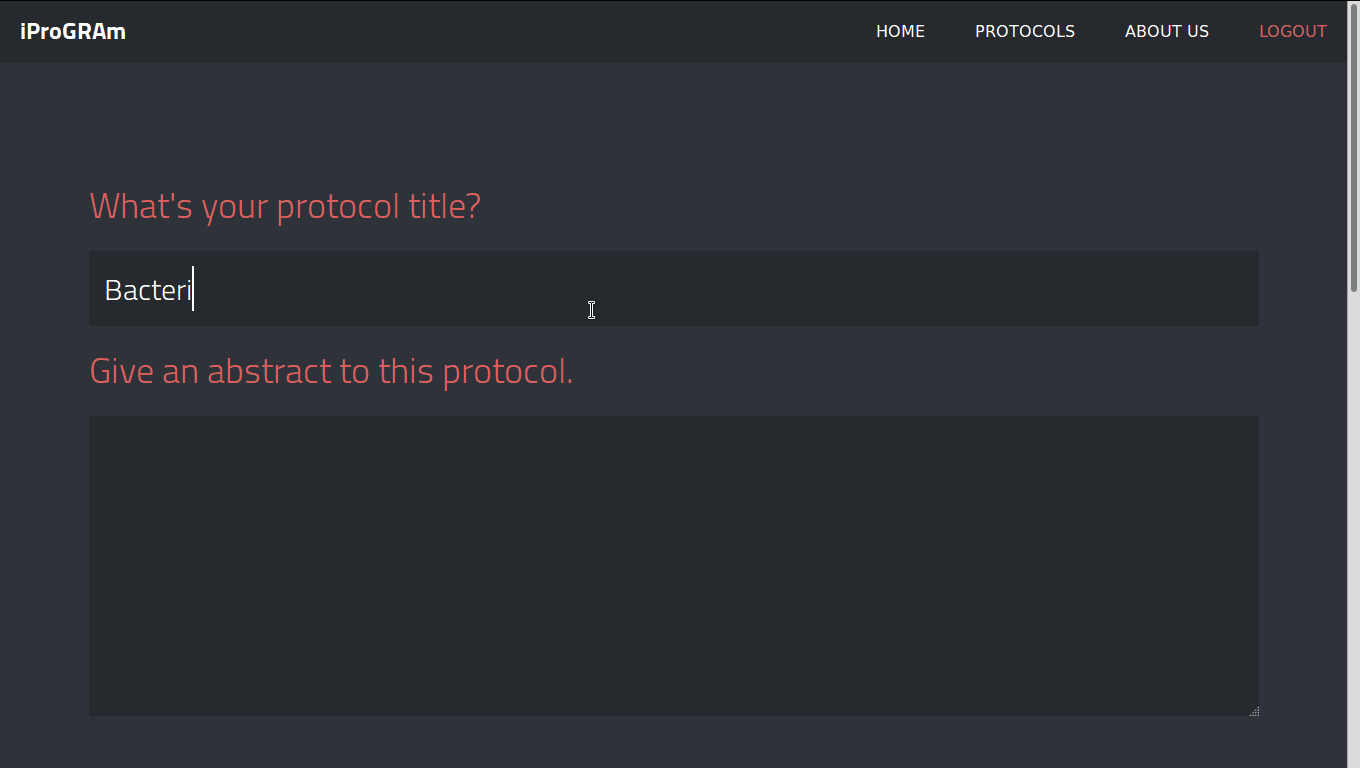 iProGRAm HOME PROTOCOLS ABOUT US LOGOUT
What's your protocol title?
Bacteri
Give an abstract to this protocol.